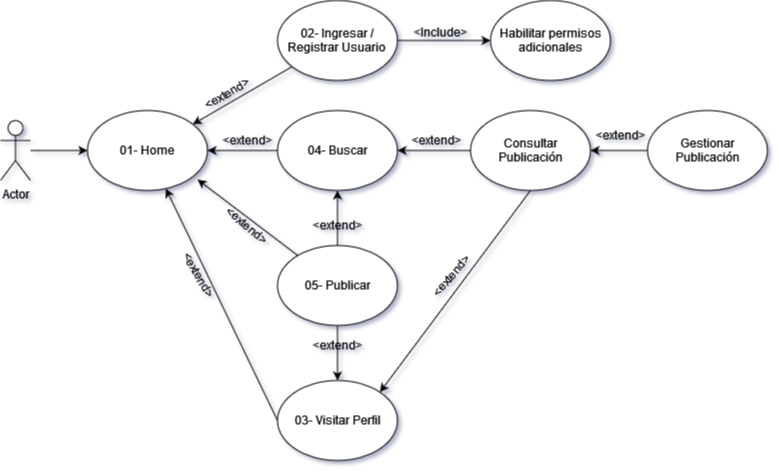 02- Ingresar /
Registrar Usuario
<Include>
Habilitar permisos
adicionales
<extend>
Actor
01- Home
<extend>
04- Buscar
<extend>
Consultar
Publicación
<extend>
Gestionar
Publicación
<extend>
<extend>
<extend>
<extend>
05- Publicar
<extend>
<extend>
03- Visitar Perfil